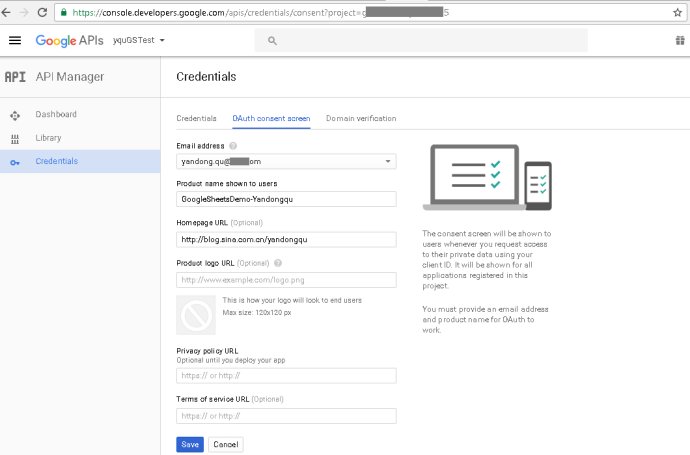 https://console.developers.google.com/apis/credentials/consent?project=g
Google APIs
yquGSTest
API
API Manager
Credentials
Dashboard
Library
Credentials
Credentials
OAuth consent screen
Domain verification
Email address
yandong.qu@ om
Product name shown to users
GoogleSheetsDemo-Yandongqu
Homepage URL (Optional)
http://blog.sina.com.cn/yandongqu
Product logo URL (Optional)
http://www.example.com/logo.png
This is how your logo will look to end users
Max size: 120x120 px
Privacy policy URL
Optional until you deploy your app
https:// or http://
Terms of service URL (Optional)
https:// or http://
Save
Cancel
The consent screen will be shown to
users whenever you request access
to their private data using your
client ID. It will be shown for all
applications registered in this
project.
You must provide an email address
and product name for OAuth to
work.